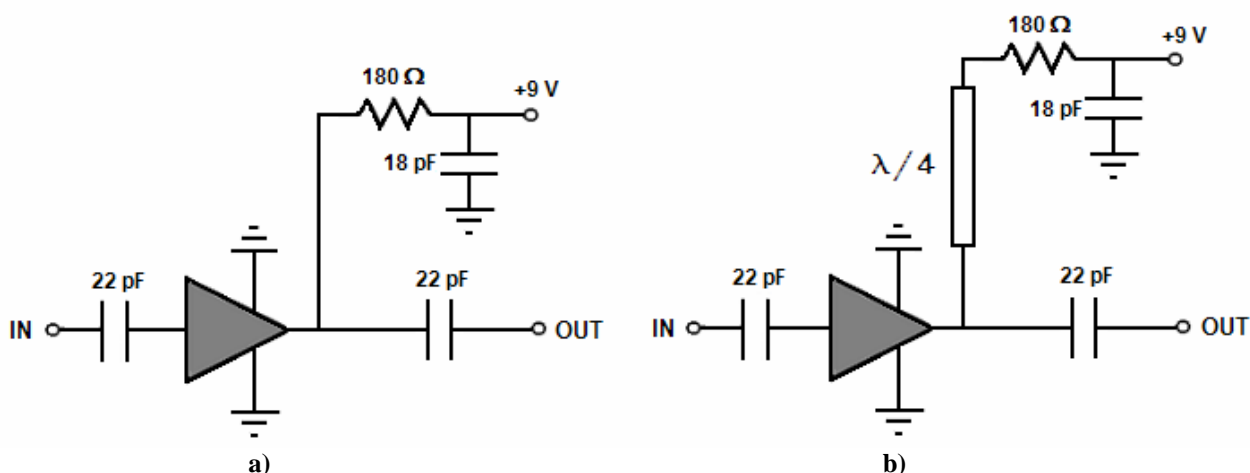 180 Ω
+9 V
18 pF
22 pF
22 pF
IN
OUT
a)
180 Ω
+9 V
18 pF
λ/4
22 pF
22 pF
IN
OUT
b)